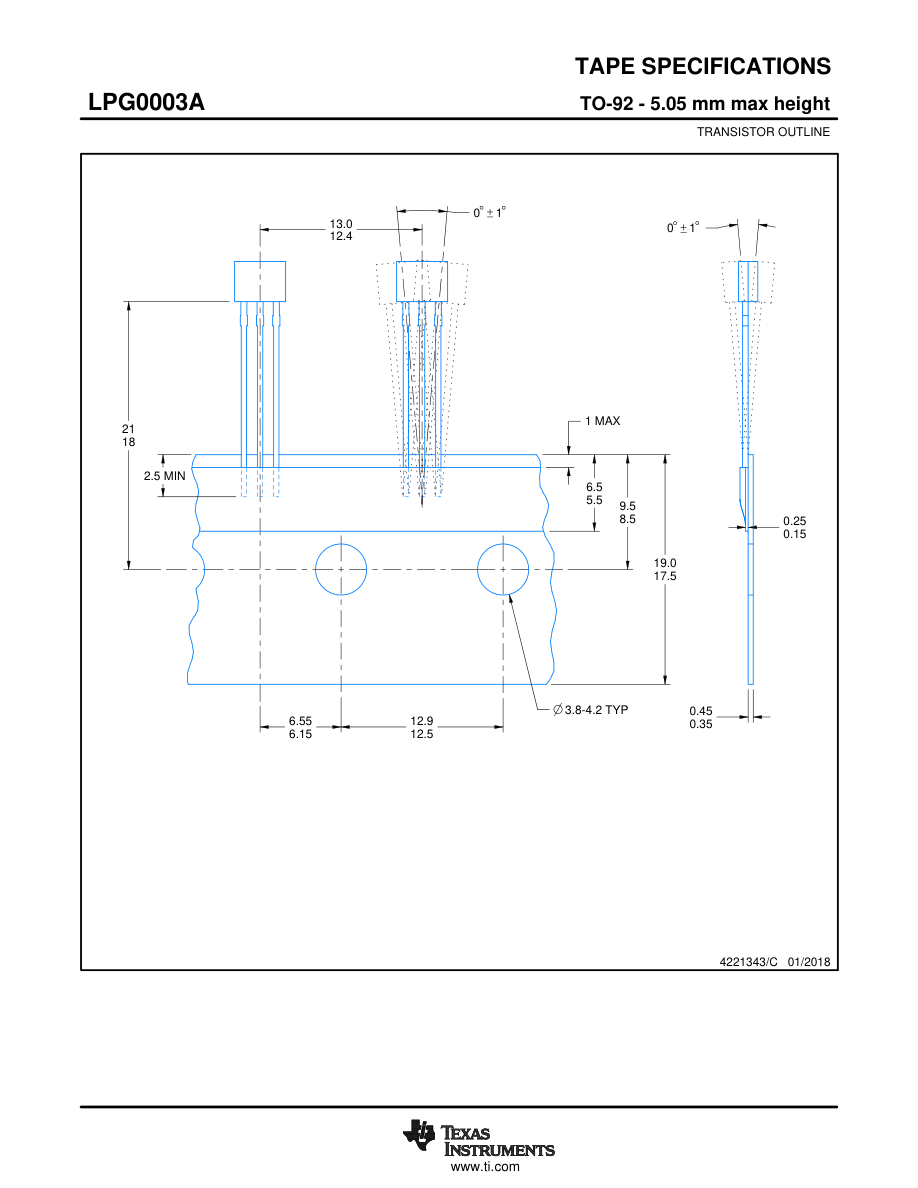 TAPE SPECIFICATIONS
LPG0003A
TO-92 - 5.05 mm max height
TRANSISTOR OUTLINE
0° ± 1°
13.0
12.4
0° ± 1°
1 MAX
21
18
2.5 MIN
6.5
5.5
9.5
8.5
0.25
0.15
19.0
17.5
∅ 3.8-4.2 TYP
0.45
0.35
6.55
6.15
12.9
12.5
4221343/C 01/2018
TEXAS
INSTRUMENTS
www.ti.com